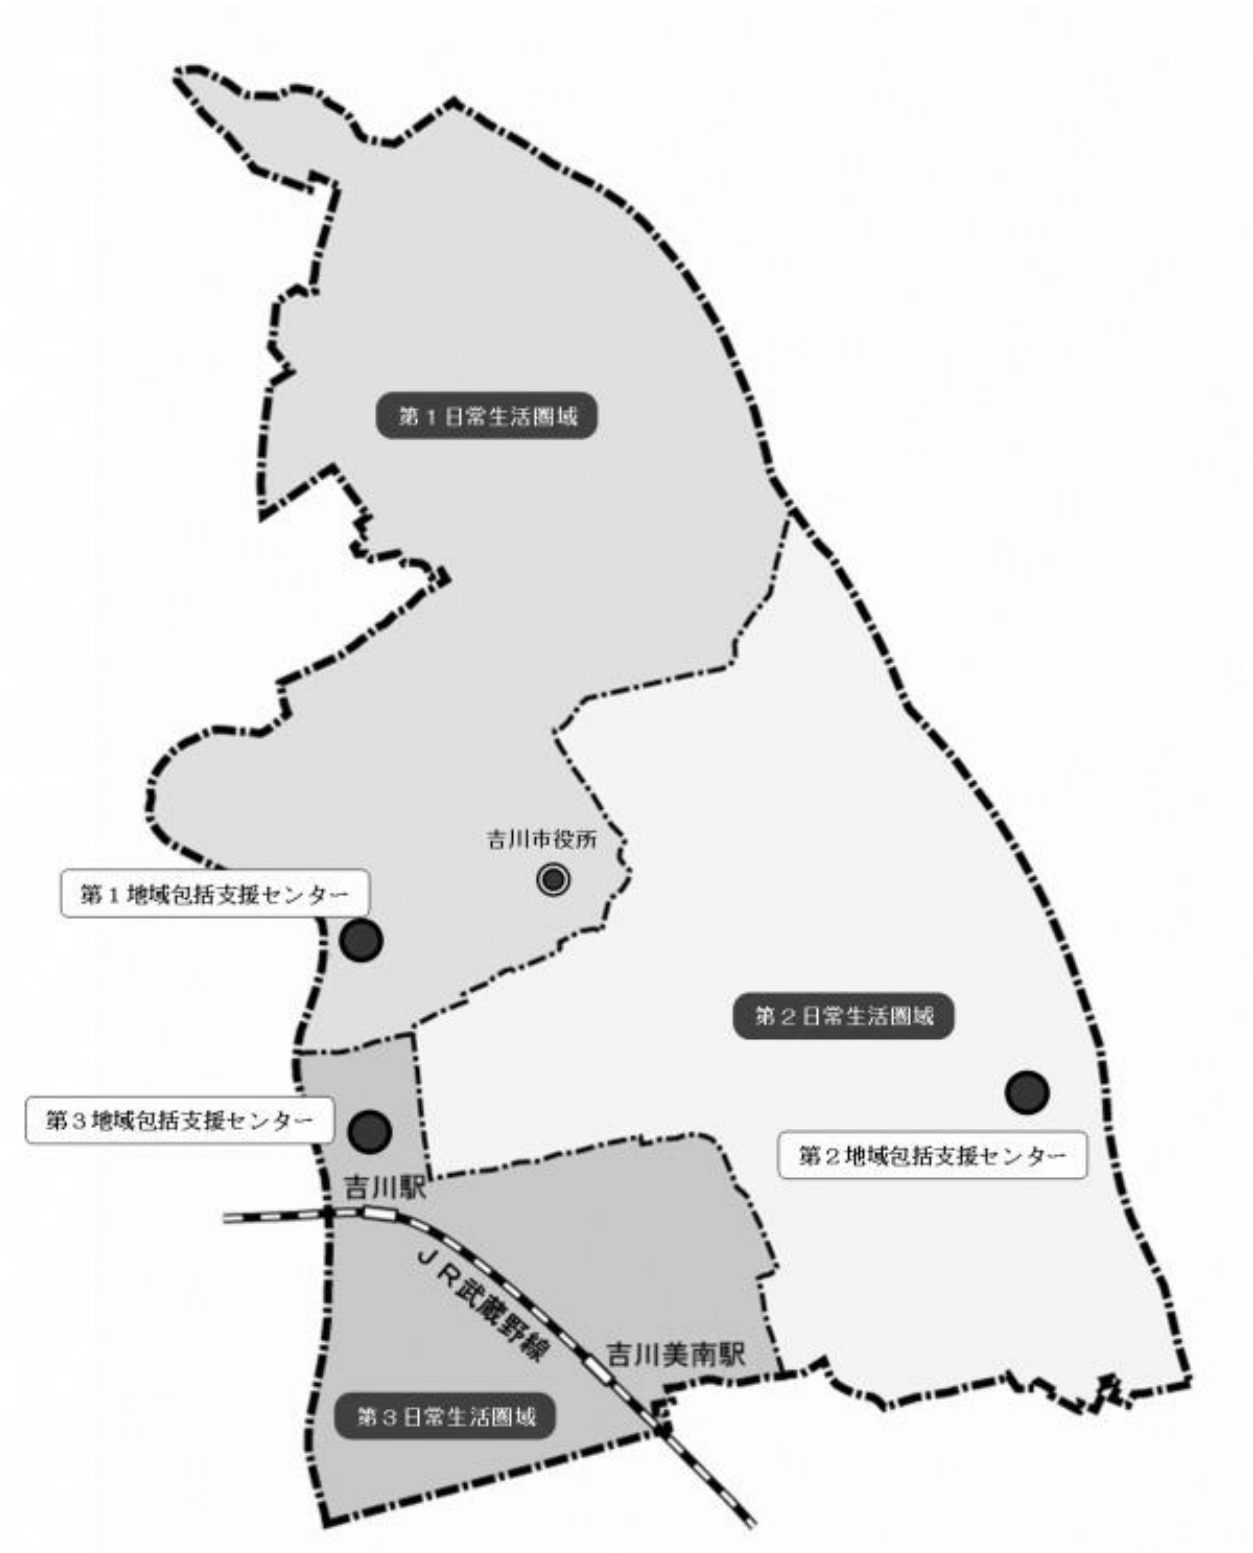 第1日常生活圏域
吉川市役所
第1地域包括支援センター
第2日常生活圏域
第3地域包括支援センター
第2地域包括支援センター
吉川駅
JR武蔵野線
吉川美南駅
第3日常生活圏域